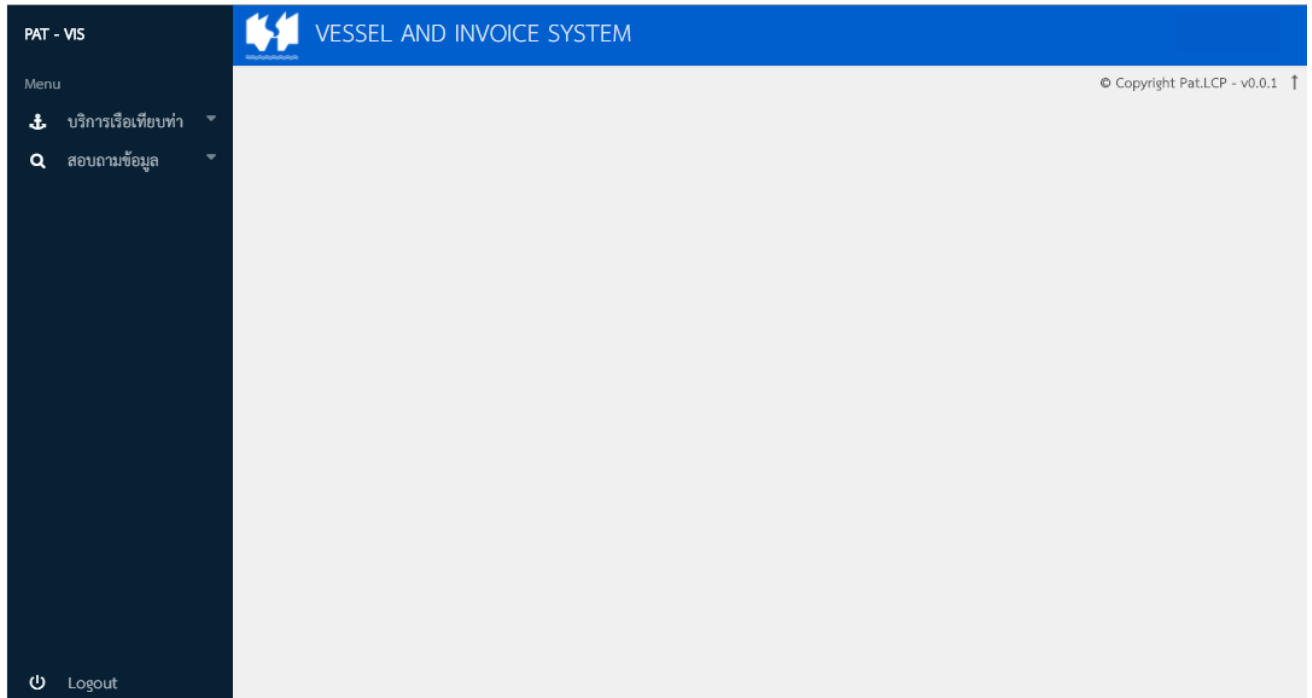 PAT - VIS
VESSEL AND INVOICE SYSTEM
Menu
© Copyright Pat.LCP - v0.0.1 ↑
บริการเรือเทียบท่า
สอบถามข้อมูล
Logout